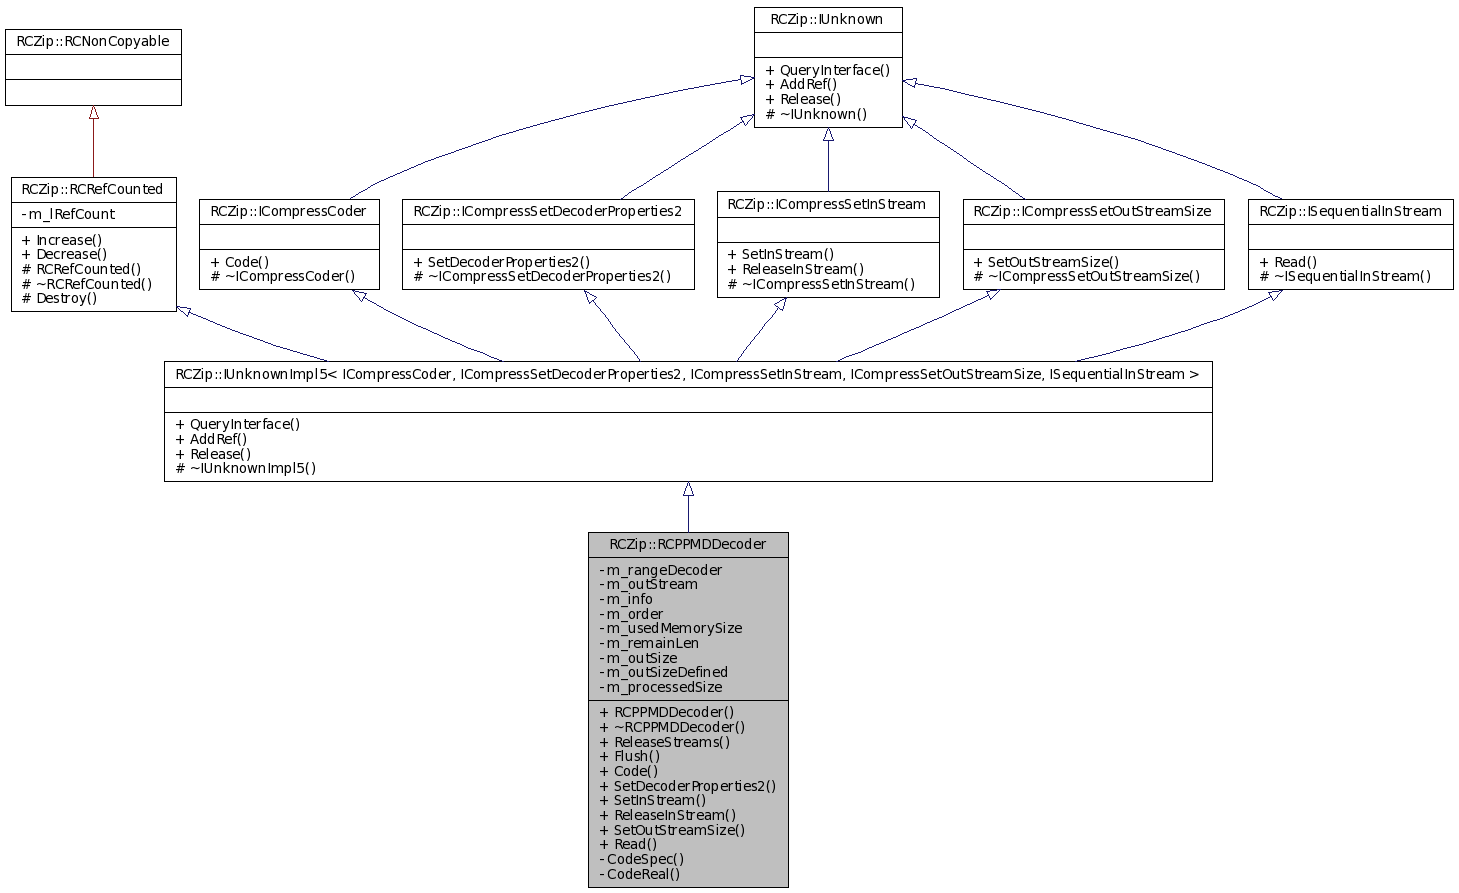 RCZip::IUnknown
+ QueryInterface()
+ AddRef()
+ Release()
# ~IUnknown()
RCZip::RCNonCopyable
RCZip::RCRefCounted
- m_lRefCount
+ Increase()
+ Decrease()
# RCRefCounted()
# ~RCRefCounted()
# Destroy()
RCZip::ICompressCoder
+ Code()
# ~ICompressCoder()
RCZip::ICompressSetDecoderProperties2
+ SetDecoderProperties2()
# ~ICompressSetDecoderProperties2()
RCZip::ICompressSetInStream
+ SetInStream()
+ ReleaseInStream()
# ~ICompressSetInStream()
RCZip::ICompressSetOutStreamSize
+ SetOutStreamSize()
# ~ICompressSetOutStreamSize()
RCZip::ISequentialInStream
+ Read()
# ~ISequentialInStream()
RCZip::IUnknownImpl5< ICompressCoder, ICompressSetDecoderProperties2, ICompressSetInStream, ICompressSetOutStreamSize, ISequentialInStream >
+ QueryInterface()
+ AddRef()
+ Release()
# ~IUnknownImpl5()
RCZip::RCPPMDDecoder
- m_rangeDecoder
- m_outStream
- m_info
- m_order
- m_usedMemorySize
- m_remainLen
- m_outSize
- m_outSizeDefined
- m_processedSize
+ RCPPMDDecoder()
+ ~RCPPMDDecoder()
+ ReleaseStreams()
+ Flush()
+ Code()
+ SetDecoderProperties2()
+ SetInStream()
+ ReleaseInStream()
+ SetOutStreamSize()
+ Read()
- CodeSpec()
- CodeReal()